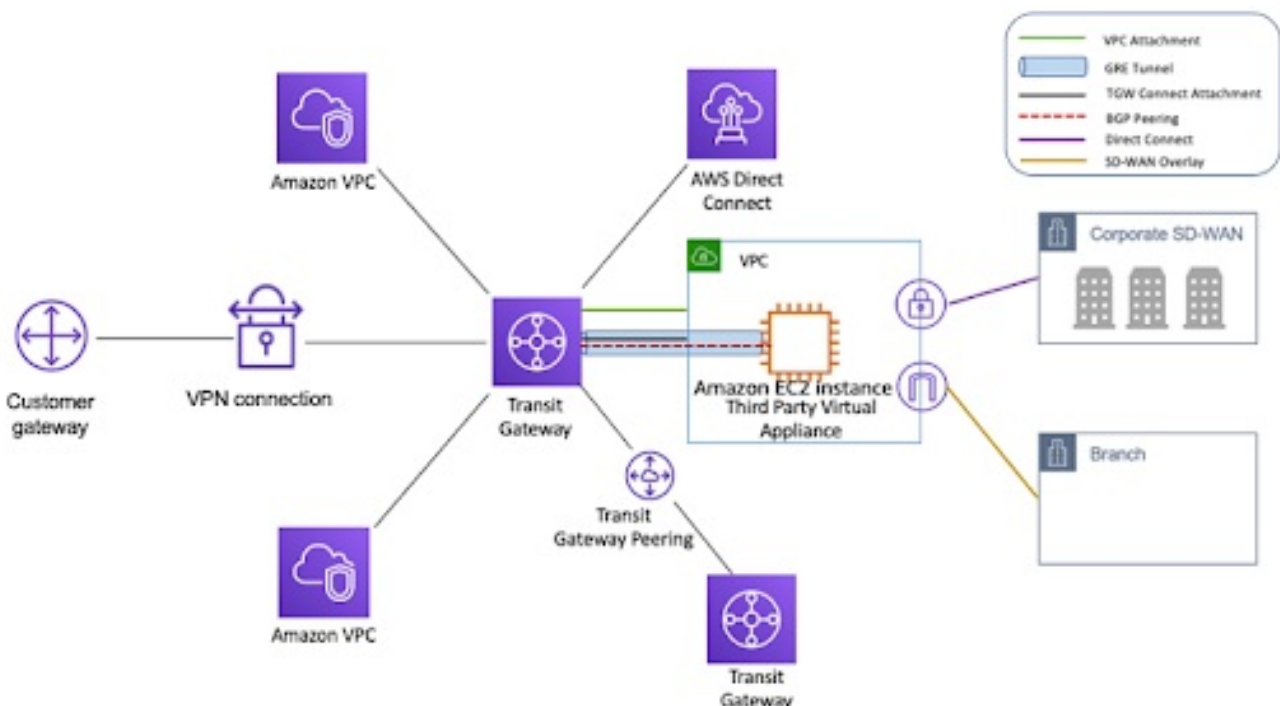 VPC Attachment
GRE Tunnel
TGW Connect Attachment
BGP Peering
Direct Connect
SD-WAN Overlay
Amazon VPC
AWS Direct
Connect
Corporate SD-WAN
VPC
Customer
gateway
VPN connection
Transit
Gateway
Amazon EC2 instance
Third Party Virtual
Appliance
Branch
Transit
Gateway Peering
Amazon VPC
Transit
Gateway